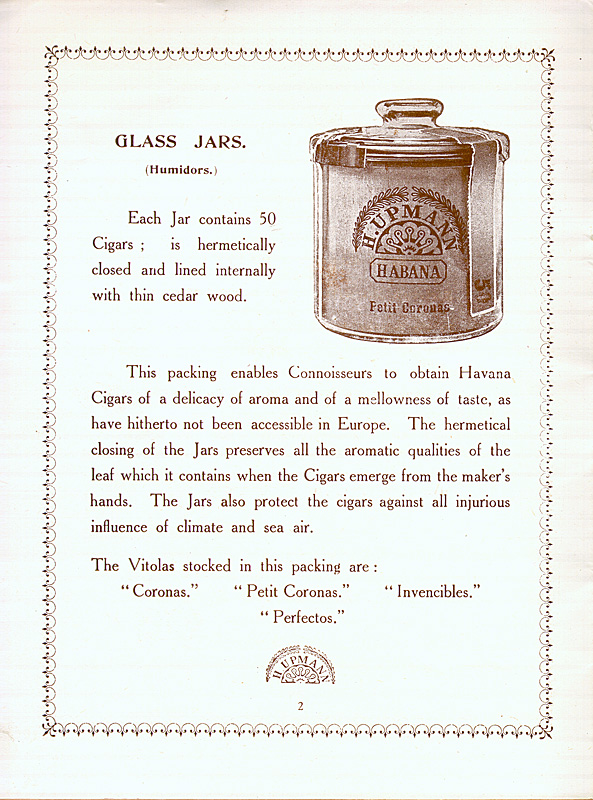 GLASS JARS.
(Humidors.)
Each Jar contains 50
Cigars ; is hermetically
closed and lined internally
with thin cedar wood.
H. UPMANN
HABANA
Petit Coronas
This packing enables Connoisseurs to obtain Havana
Cigars of a delicacy of aroma and of a mellowness of taste, as
have hitherto not been accessible in Europe. The hermetical
closing of the Jars preserves all the aromatic qualities of the
leaf which it contains when the Cigars emerge from the maker's
hands. The Jars also protect the cigars against all injurious
influence of climate and sea air.
The Vitolas stocked in this packing are :
" Coronas." " Petit Coronas." " Invencibles."
" Perfectos."
H. UPMANN
2